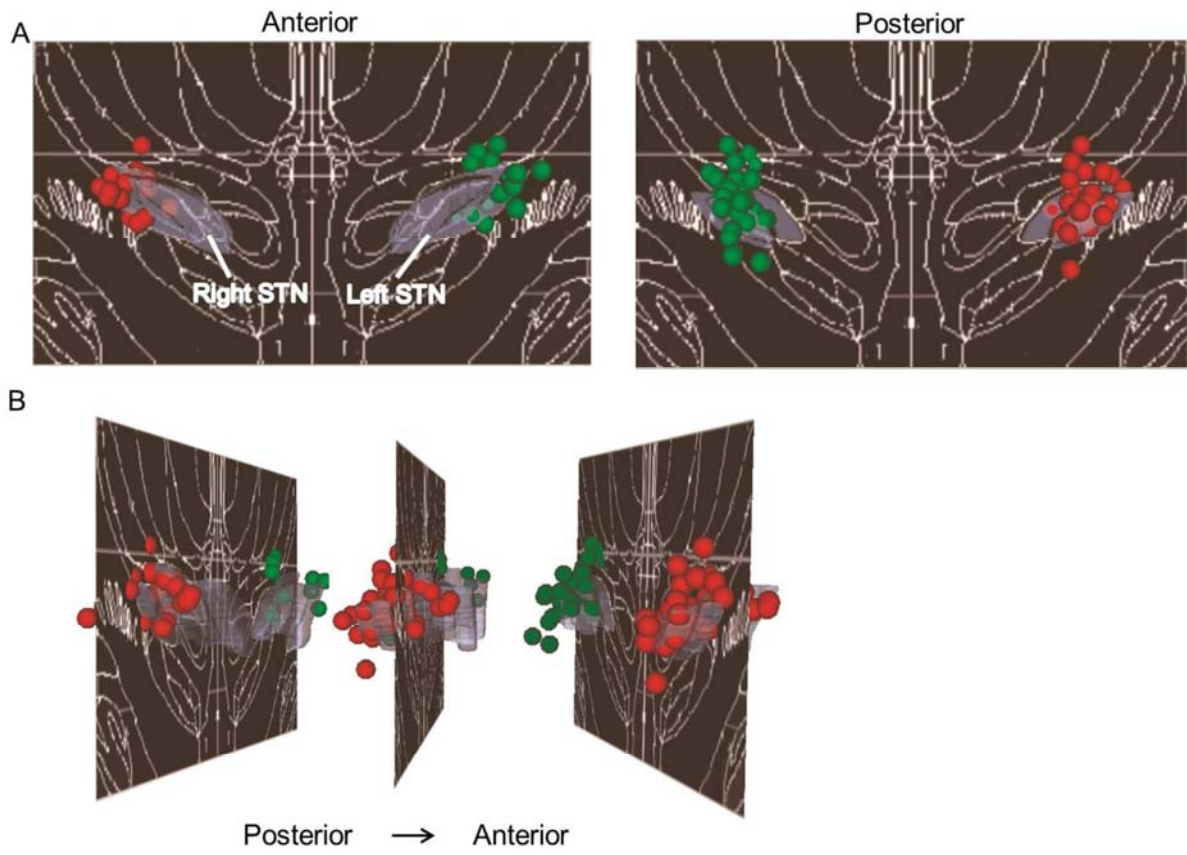 A
Anterior
Posterior
Right STN
Left STN
B
Posterior → Anterior